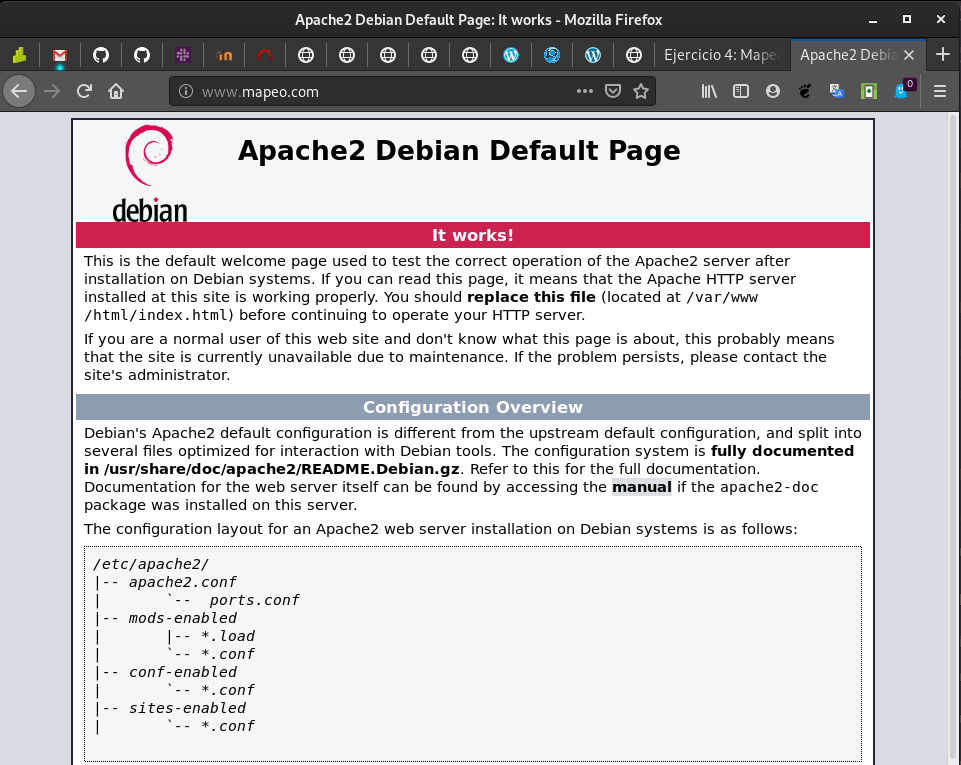 Apache2 Debian Default Page: It works - Mozilla Firefox
Ejercicio 4: Mape
Apache2 Debia
www.mapeo.com
0
debian
Apache2 Debian Default Page
It works!
This is the default welcome page used to test the correct operation of the Apache2 server after
installation on Debian systems. If you can read this page, it means that the Apache HTTP server
installed at this site is working properly. You should replace this file (located at /var/www
/html/index.html) before continuing to operate your HTTP server.
If you are a normal user of this web site and don't know what this page is about, this probably means
that the site is currently unavailable due to maintenance. If the problem persists, please contact the
site's administrator.
Configuration Overview
Debian's Apache2 default configuration is different from the upstream default configuration, and split into
several files optimized for interaction with Debian tools. The configuration system is fully documented
in /usr/share/doc/apache2/README.Debian.gz. Refer to this for the full documentation.
Documentation for the web server itself can be found by accessing the manual if the apache2-doc
package was installed on this server.
The configuration layout for an Apache2 web server installation on Debian systems is as follows:
/etc/apache2/
|-- apache2.conf
|       `--  ports.conf
|-- mods-enabled
|       |-- *.load
|       `-- *.conf
|-- conf-enabled
|       `-- *.conf
|-- sites-enabled
|       `-- *.conf